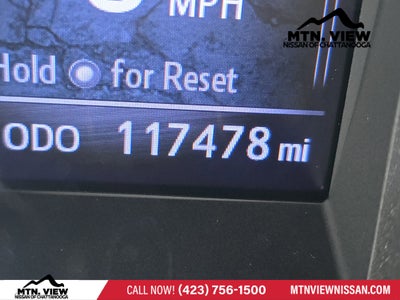 MPH
MTN. VIEW
NISSAN OF CHATTANOOGA
Hold for Reset
ODO 117478 mi
MTN. VIEW
NISSAN OF CHATTANOOGA
CALL NOW! (423) 756-1500
MTNVIEWNISSAN.COM